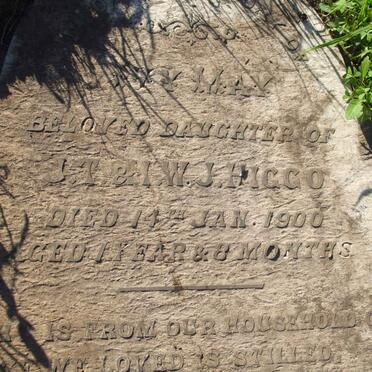 MAY
BELOVED DAUGHTER OF
J.T & I.W.J. FIGGO
DIED 14TH JAN. 1900
AGED 1 YEAR & 8 MONTHS
IS FROM OUR HOUSEHOLD
WE LOVED IS STILLED